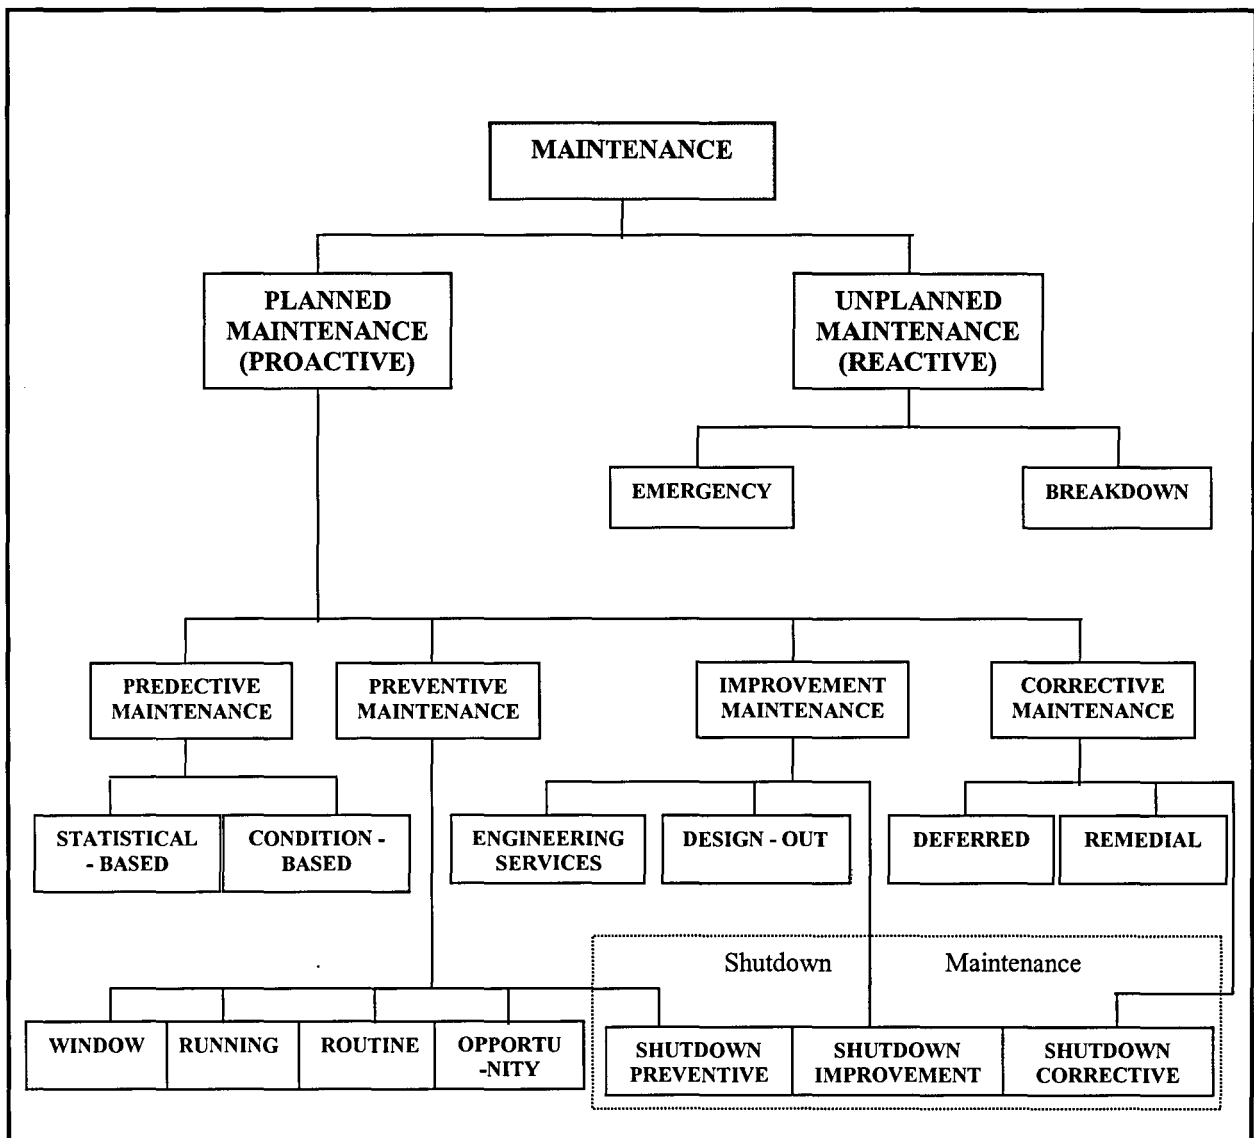 MAINTENANCE
PLANNED
MAINTENANCE
(PROACTIVE)
UNPLANNED
MAINTENANCE
(REACTIVE)
EMERGENCY
BREAKDOWN
PREDECTIVE
MAINTENANCE
PREVENTIVE
MAINTENANCE
IMPROVEMENT
MAINTENANCE
CORRECTIVE
MAINTENANCE
STATISTICAL
- BASED
CONDITION -
BASED
ENGINEERING
SERVICES
DESIGN - OUT
DEFERRED
REMEDIAL
Shutdown Maintenance
WINDOW
RUNNING
ROUTINE
OPPORTU
-NITY
SHUTDOWN
PREVENTIVE
SHUTDOWN
IMPROVEMENT
SHUTDOWN
CORRECTIVE